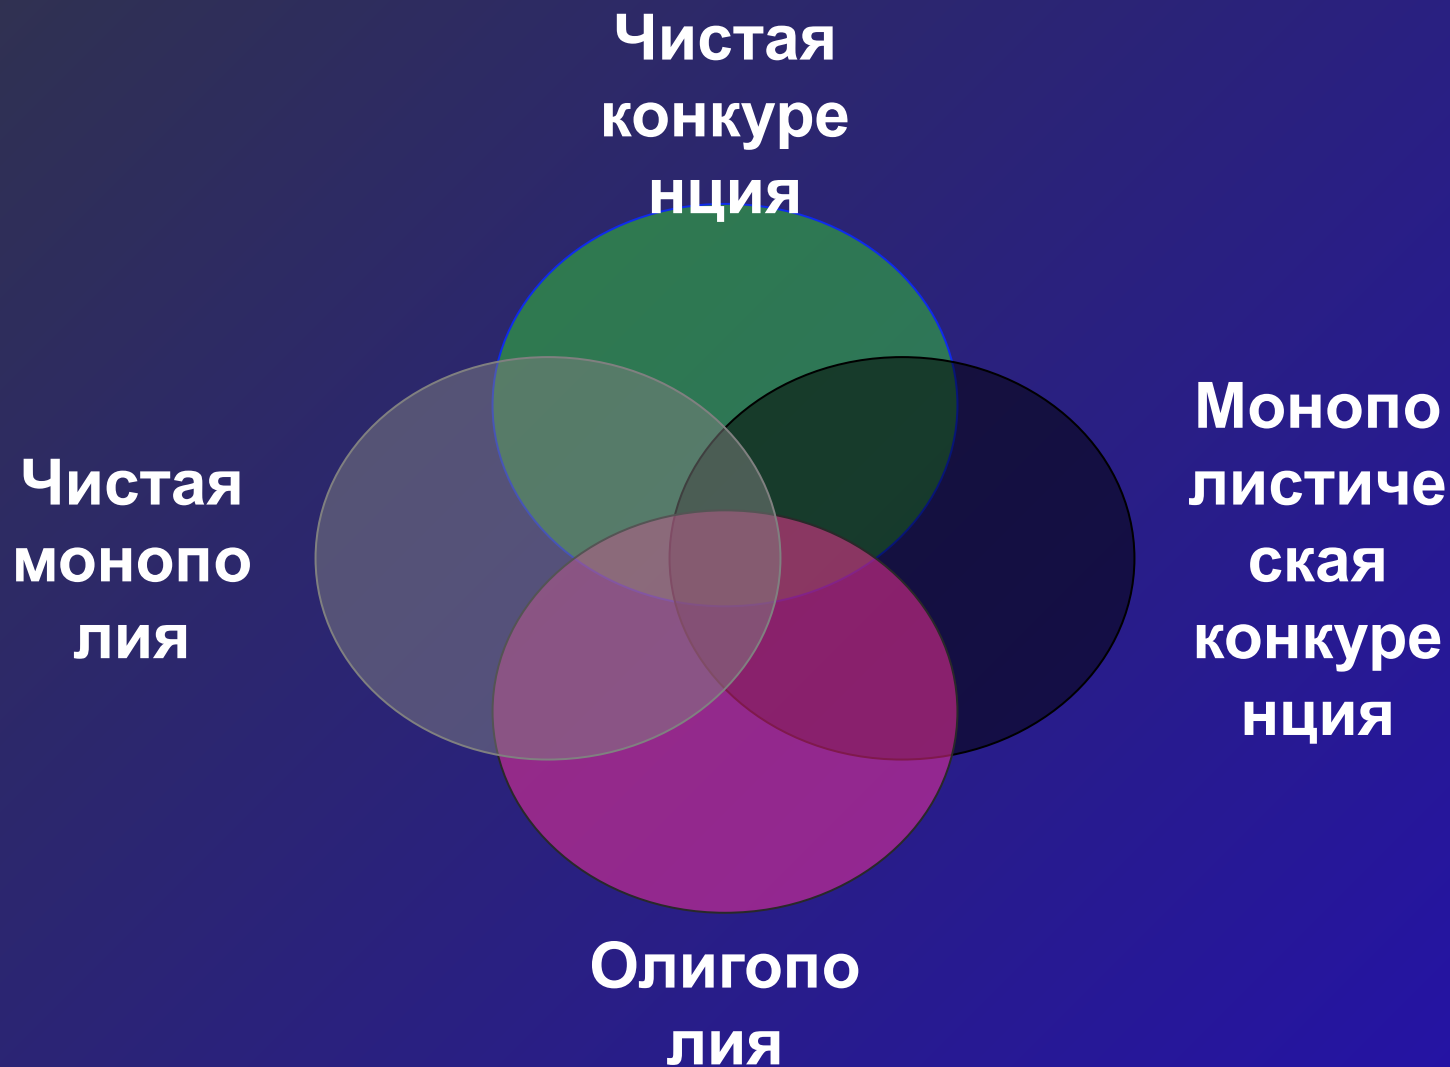 Чистая
конкуре
нция
Монопо
листиче
ская
конкуре
нция
Чистая
монопо
лия
Олигопо
лия